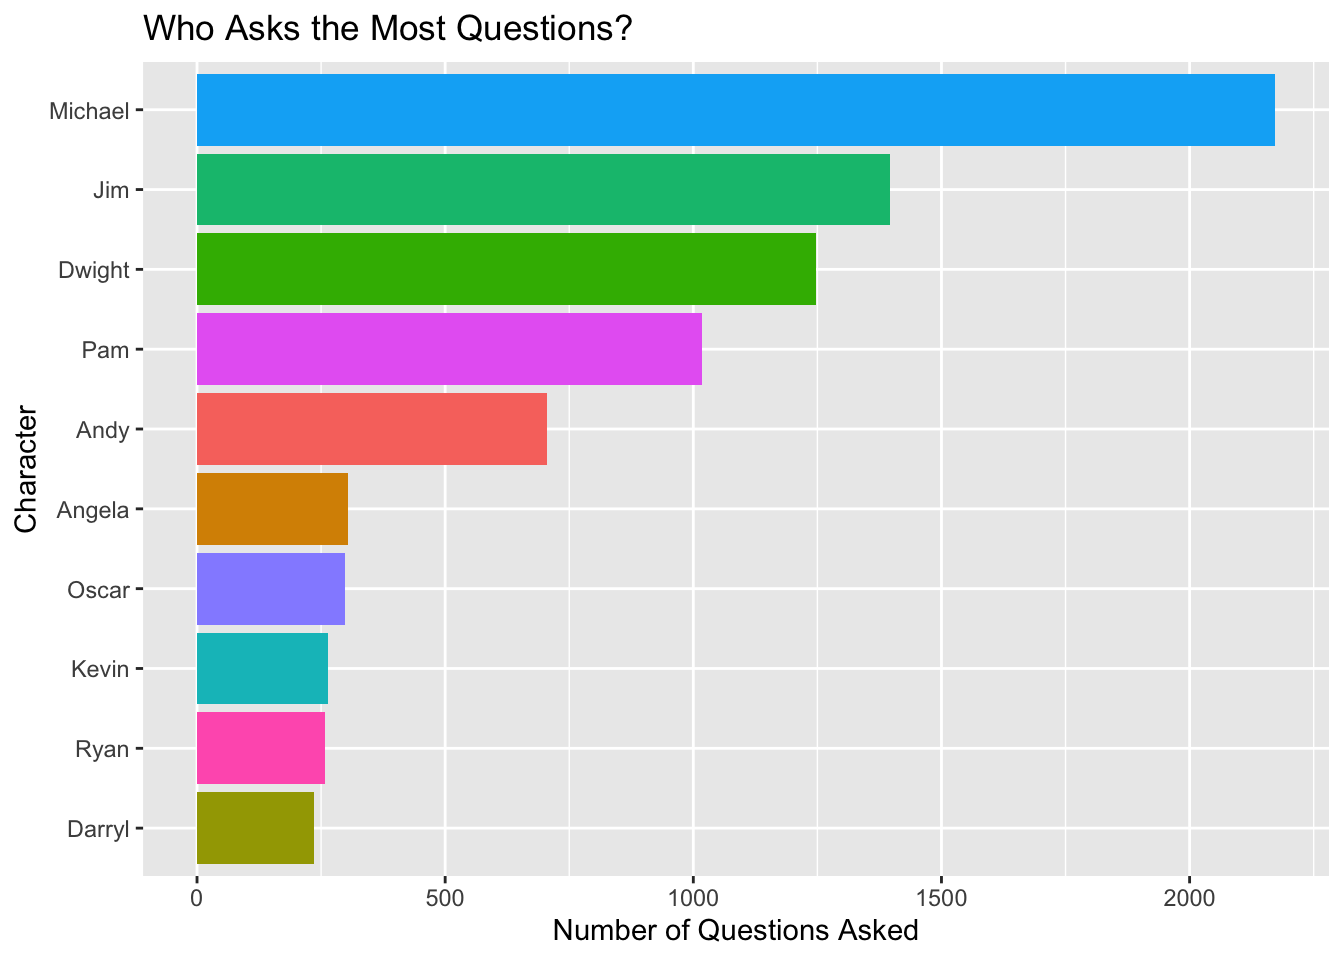 Who Asks the Most Questions?
Michael
Jim
Dwight
Pam
Andy
Angela
Oscar
Kevin
Ryan
Darryl
Character
0 500 1000 1500 2000
Number of Questions Asked